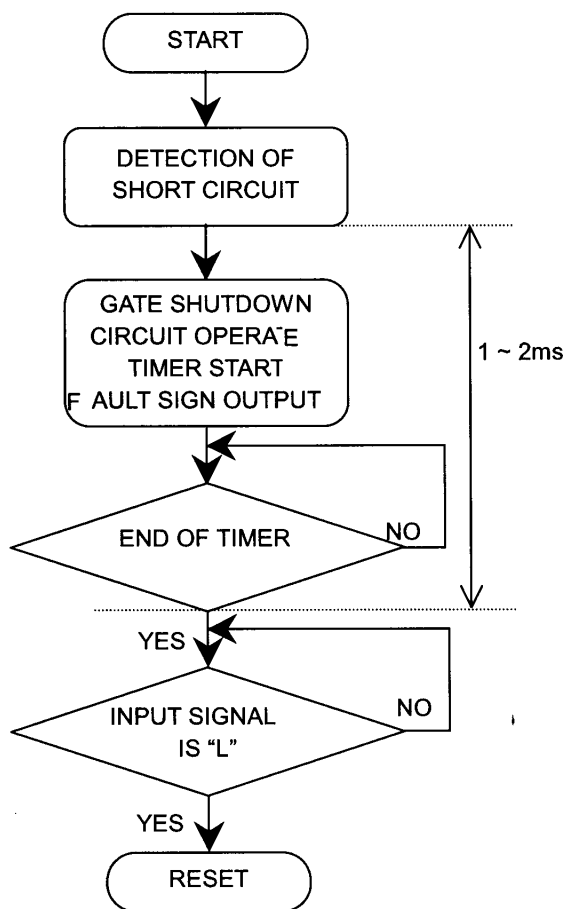 START
DETECTION OF
SHORT CIRCUIT
GATE SHUTDOWN
CIRCUIT OPERATE
TIMER START
F AULT SIGN OUTPUT
1 ~ 2ms
END OF TIMER
NO
YES
INPUT SIGNAL
IS “L”
NO
YES
RESET